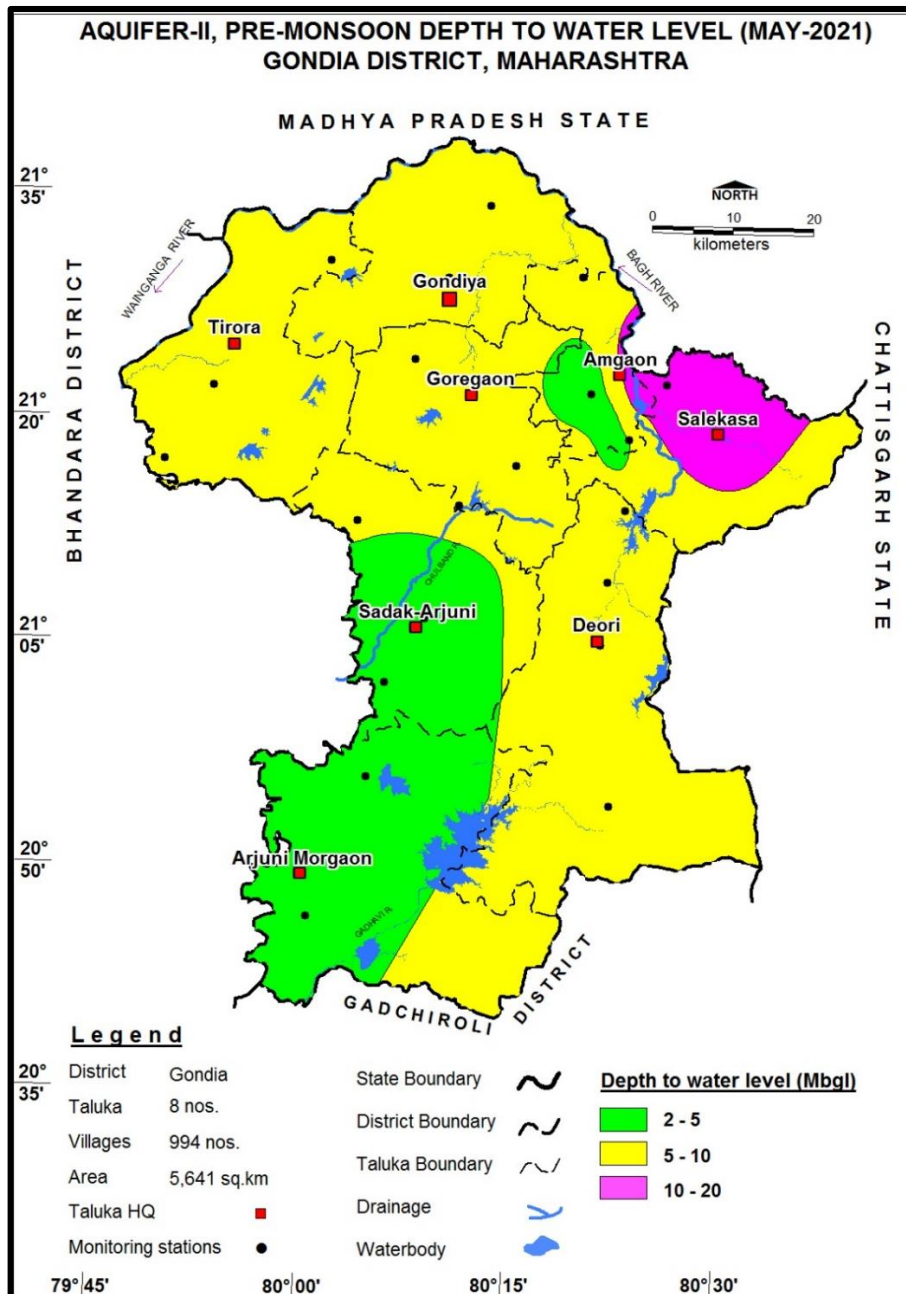 AQUIFER-II, PRE-MONSOON DEPTH TO WATER LEVEL (MAY-2021)
GONDIA DISTRICT, MAHARASHTRA
MADHYA PRADESH STATE
21°
35'
NORTH
0 10 20
kilometers
WAINGANGA RIVER
BAGH RIVER
Gondiya
Tirora
Amgaon
Goregaon
21°
20'
Salekasa
BHANDARA DISTRICT
CHATTISGARH STATE
CHULBAND R.
Sadak-Arjuni
21°
05'
Deori
Arjuni Morgaon
20°
50'
GADHAVI R.
GADCHIROLI DISTRICT
Legend
District Gondia
Taluka 8 nos.
Villages 994 nos.
Area 5,641 sq.km
Taluka HQ
Monitoring stations
20°
35'
State Boundary
District Boundary
Taluka Boundary
Drainage
Waterbody
Depth to water level (Mbgl)
2 - 5
5 - 10
10 - 20
79° 45' 80° 00' 80° 15' 80° 30'